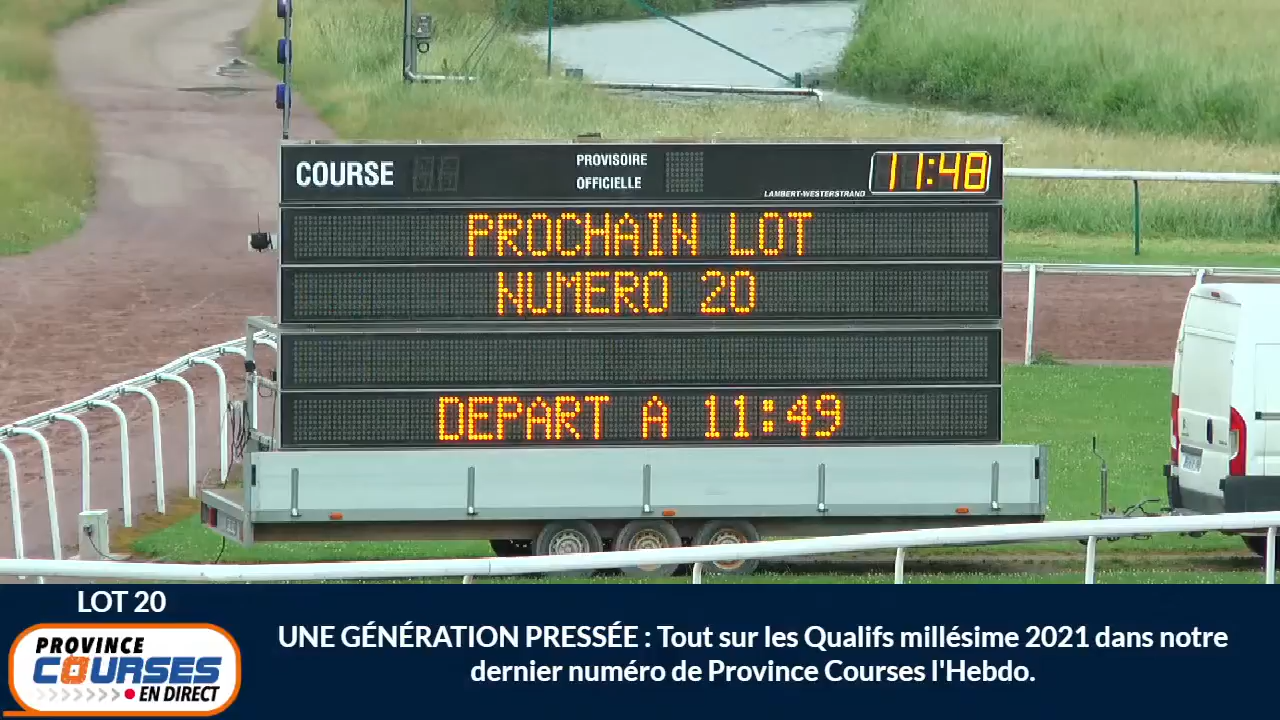 COURSE
PROVISOIRE
OFFICIELLE
LAMBERT-WESTERSTRAND
11:48
PROCHAIN LOT
NUMERO 20
DEPART A 11:49
LOT 20
PROVINCE
COURSES
EN DIRECT
UNE GÉNÉRATION PRESSÉE : Tout sur les Qualifs millésime 2021 dans notre
dernier numéro de Province Courses l'Hebdo.